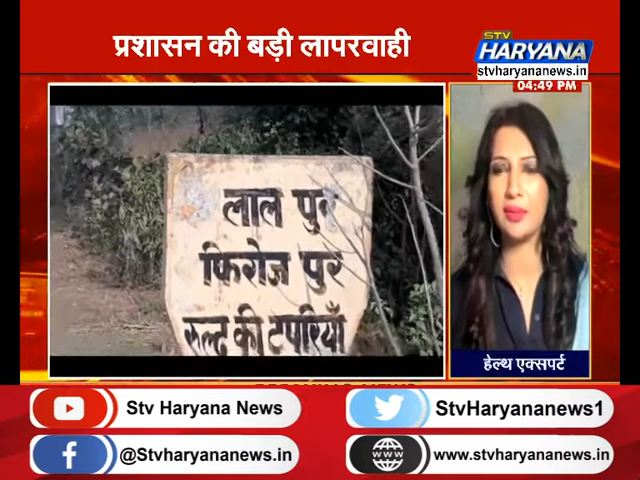 प्रशासन की बड़ी लापरवाही
STV
HARYANA
stvharyananews.in
04:49 PM
लाल पुर
फिरोज पुर
रुल्द की टपरियाँ
हेल्थ एक्सपर्ट
Stv Haryana News
StvHaryananews1
@Stvharyananews.in
www.stvharyananews.in